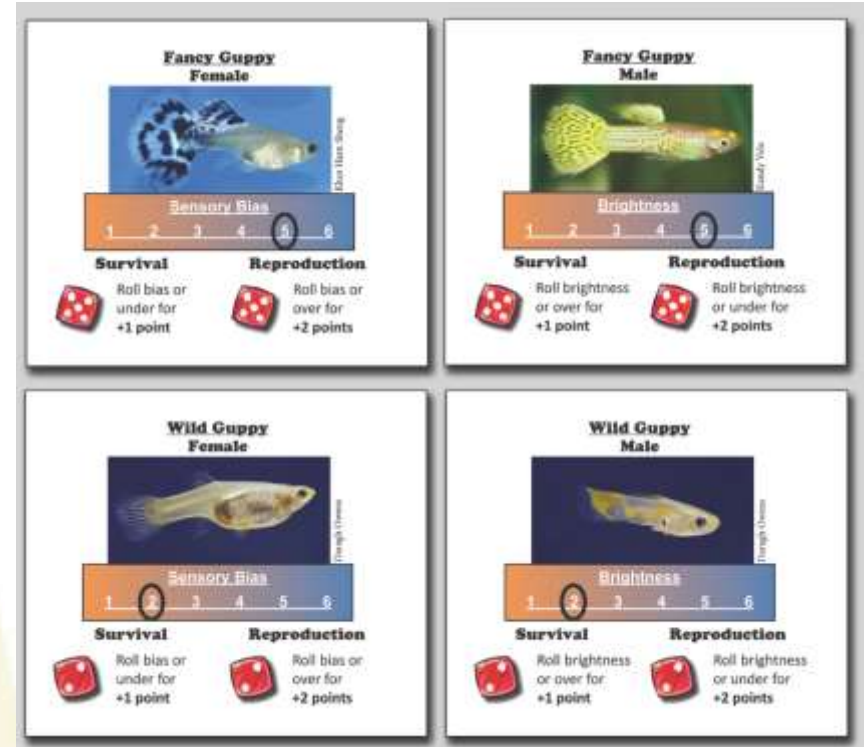 Fancy Guppy
Female
Sensory Bias
1 2 3 4 5 6
Survival
Roll bias or
under for
+1 point
Reproduction
Roll bias or
over for
+2 points
Fancy Guppy
Male
Brightness
1 2 3 4 5 6
Survival
Roll brightness
or over for
+1 point
Reproduction
Roll brightness
or under for
+2 points
Wild Guppy
Female
Sensory Bias
1 2 3 4 5 6
Survival
Roll bias or
under for
+1 point
Reproduction
Roll bias or
over for
+2 points
Wild Guppy
Male
Brightness
1 2 3 4 5 6
Survival
Roll brightness
or over for
+1 point
Reproduction
Roll brightness
or under for
+2 points